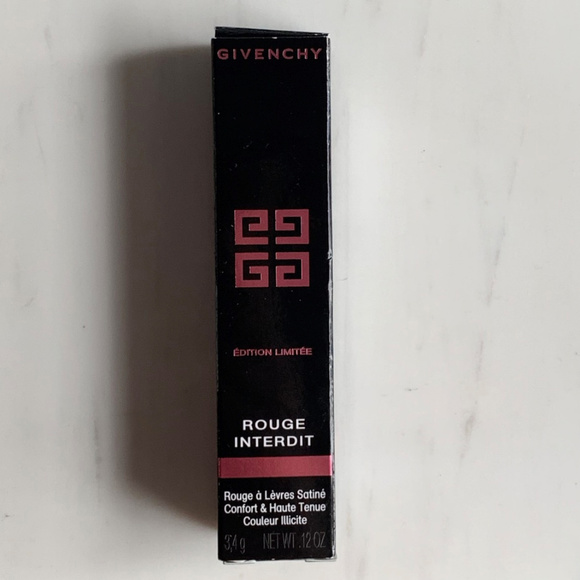 GIVENCHY
ÉDITION LIMITÉE
ROUGE
INTERDIT
Rouge à Lèvres Satiné
Confort & Haute Tenue
Couleur Illicite
3,4 g NET WT .12 OZ